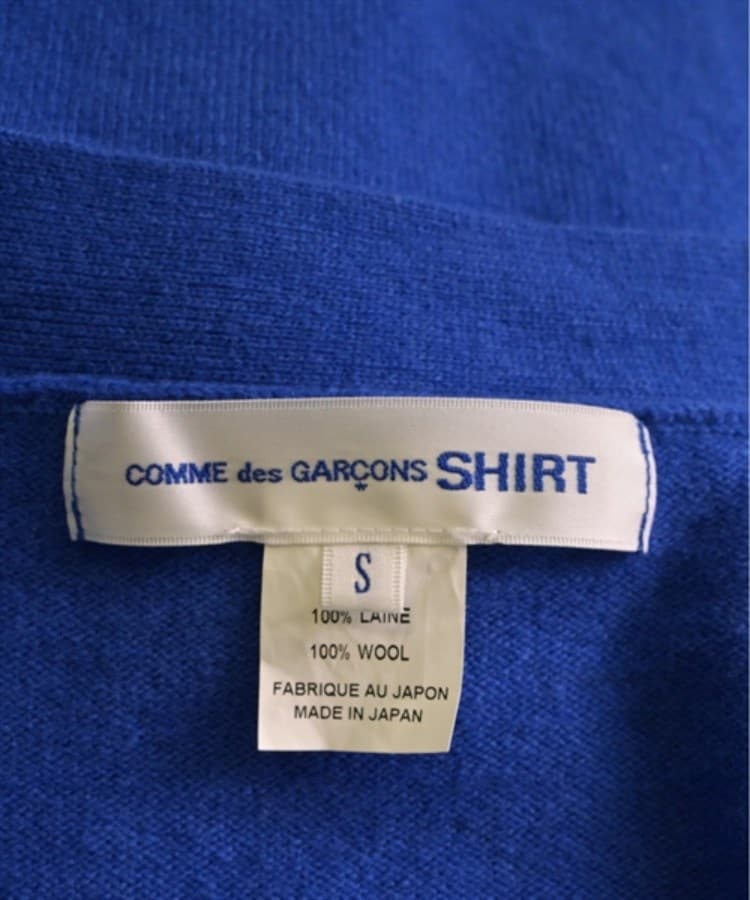 COMME des GARÇONS SHIRT
S
100% LAINE
100% WOOL
FABRIQUE AU JAPON
MADE IN JAPAN